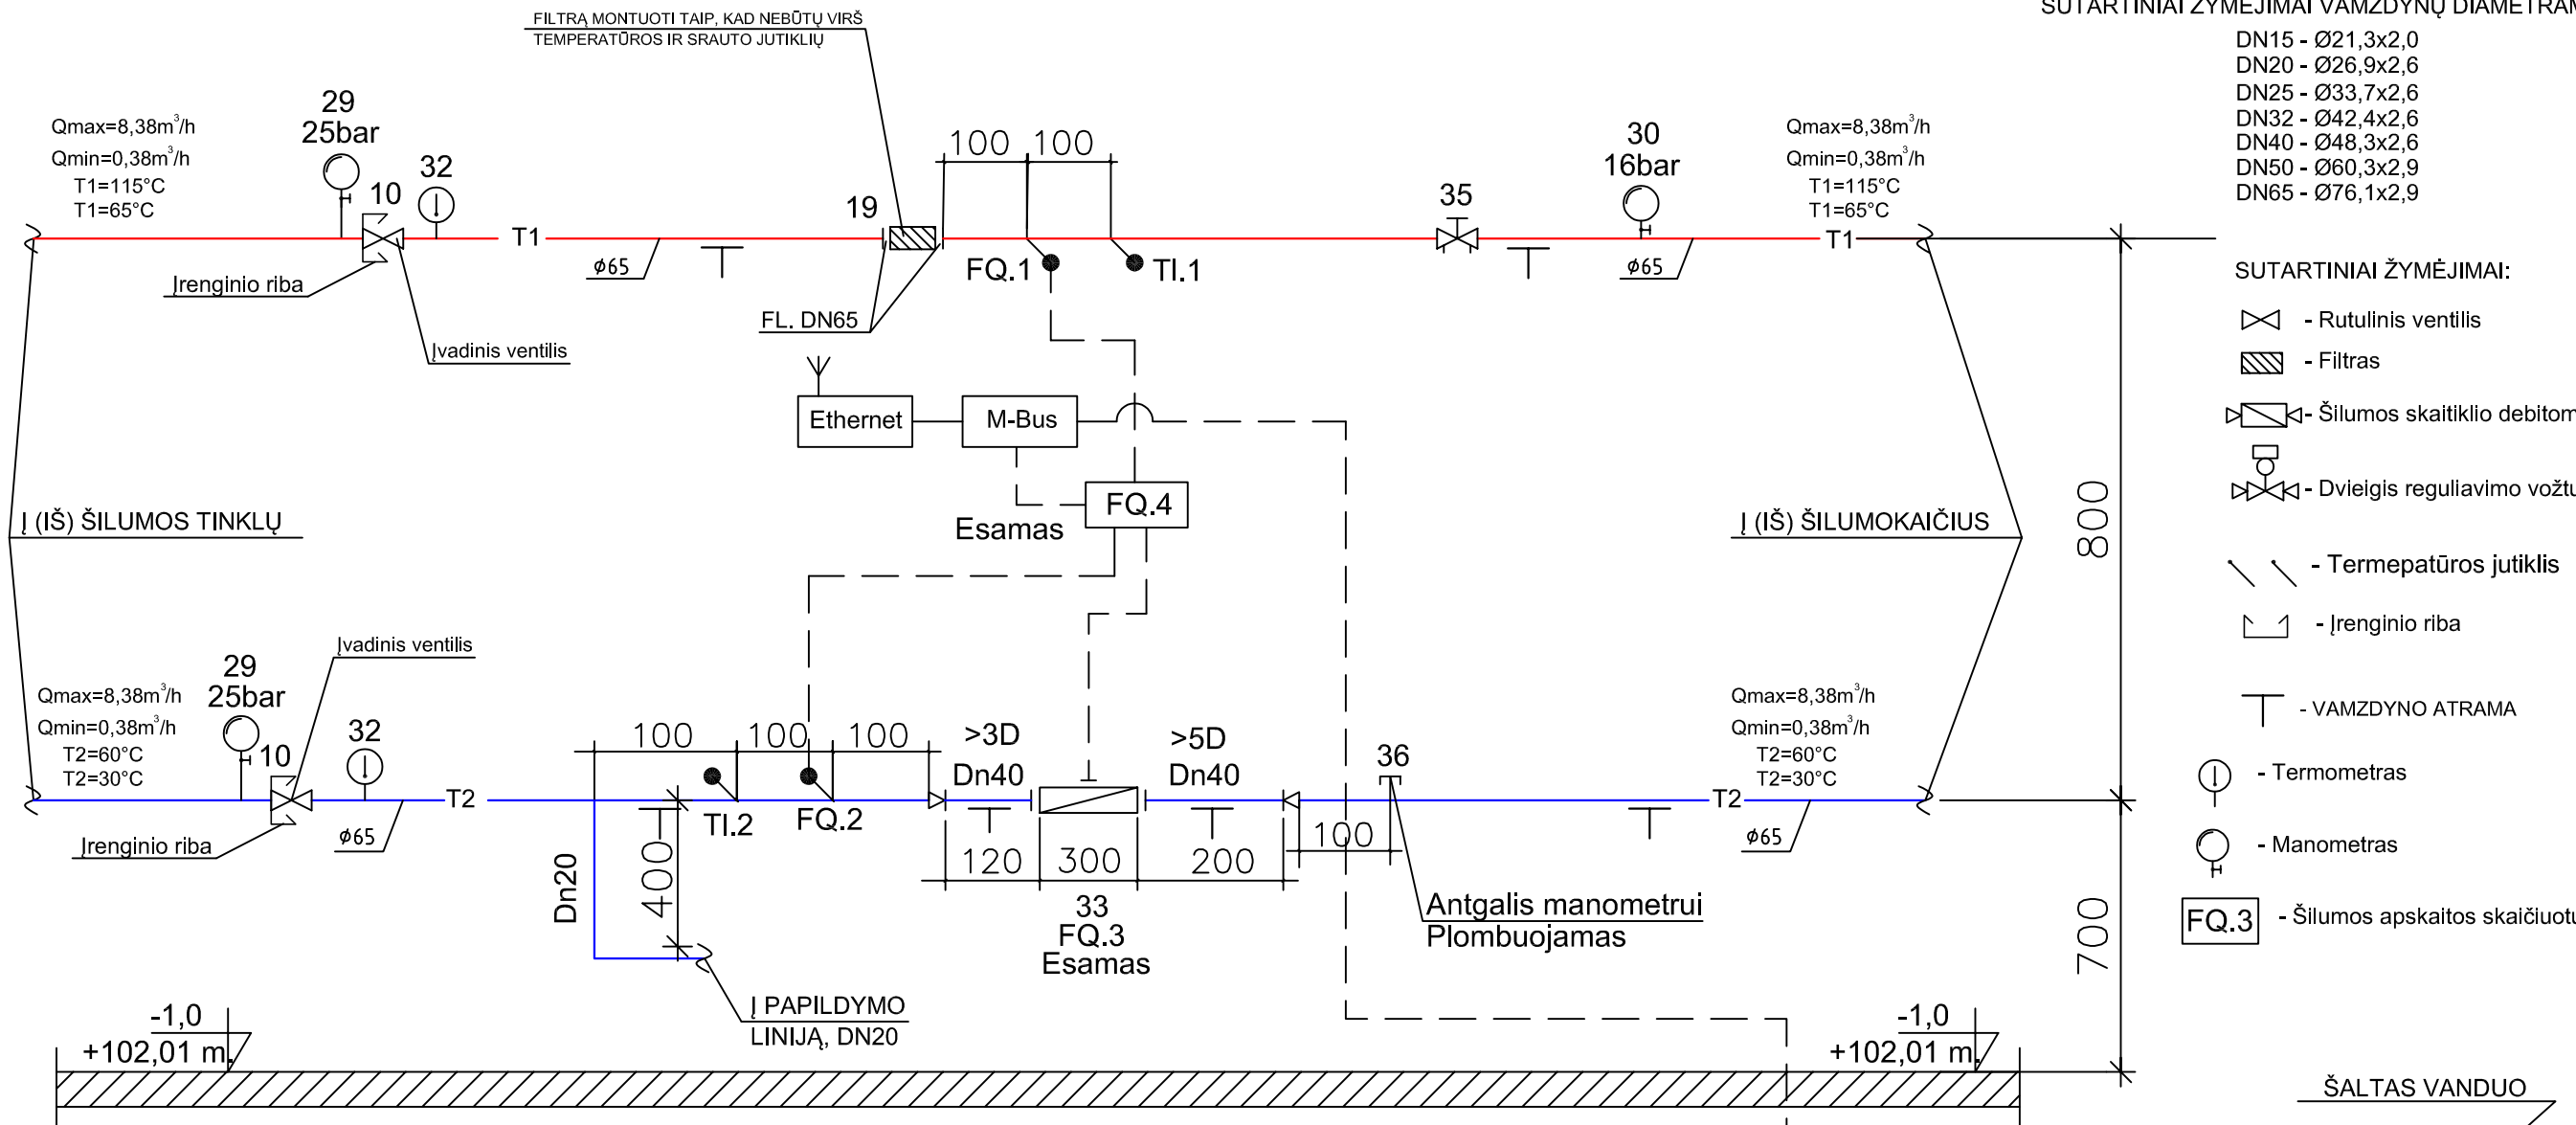 FILTRĄ MONTUOTI TAIP, KAD NEBŪTŲ VIRŠ
TEMPERATŪROS IR SRAUTO JUTIKLIŲ
SUTARTINIAI ŽYMĖJIMAI VAMZDYNŲ DIAMETRAM
DN15 - Ø21,3x2,0
DN20 - Ø26,9x2,6
DN25 - Ø33,7x2,6
DN32 - Ø42,4x2,6
DN40 - Ø48,3x2,6
DN50 - Ø60,3x2,9
DN65 - Ø76,1x2,9
Qmax=8,38m³/h
Qmin=0,38m³/h
T1=115°C
T1=65°C
29
25bar
10
32
T1
Įrenginio riba
Įvadinis ventilis
ø65
19
FL. DN65
100
100
FQ.1
TI.1
35
30
16bar
Qmax=8,38m³/h
Qmin=0,38m³/h
T1=115°C
T1=65°C
ø65
T1
SUTARTINIAI ŽYMĖJIMAI:
- Rutulinis ventilis
- Filtras
- Šilumos skaitiklio debitom
- Dvieigis reguliavimo vožtu
- Termepatūros jutiklis
- Įrenginio riba
- VAMZDYNO ATRAMA
- Termometras
- Manometras
FQ.3 - Šilumos apskaitos skaičiuotu
Ethernet
M-Bus
FQ.4
Esamas
Į (IŠ) ŠILUMOS TINKLŲ
Į (IŠ) ŠILUMOKAIČIUS
800
700
Įvadinis ventilis
29
25bar
Qmax=8,38m³/h
Qmin=0,38m³/h
T2=60°C
T2=30°C
10
32
Įrenginio riba
ø65
T2
100
100
100
TI.2
FQ.2
Dn20
400
>3D
Dn40
>5D
Dn40
120
300
200
100
33
FQ.3
Esamas
36
Antgalis manometrui
Plombuojamas
Qmax=8,38m³/h
Qmin=0,38m³/h
T2=60°C
T2=30°C
T2
ø65
Į PAPILDYMO
LINIJĄ, DN20
-1,0
+102,01 m.
-1,0
+102,01 m.
ŠALTAS VANDUO